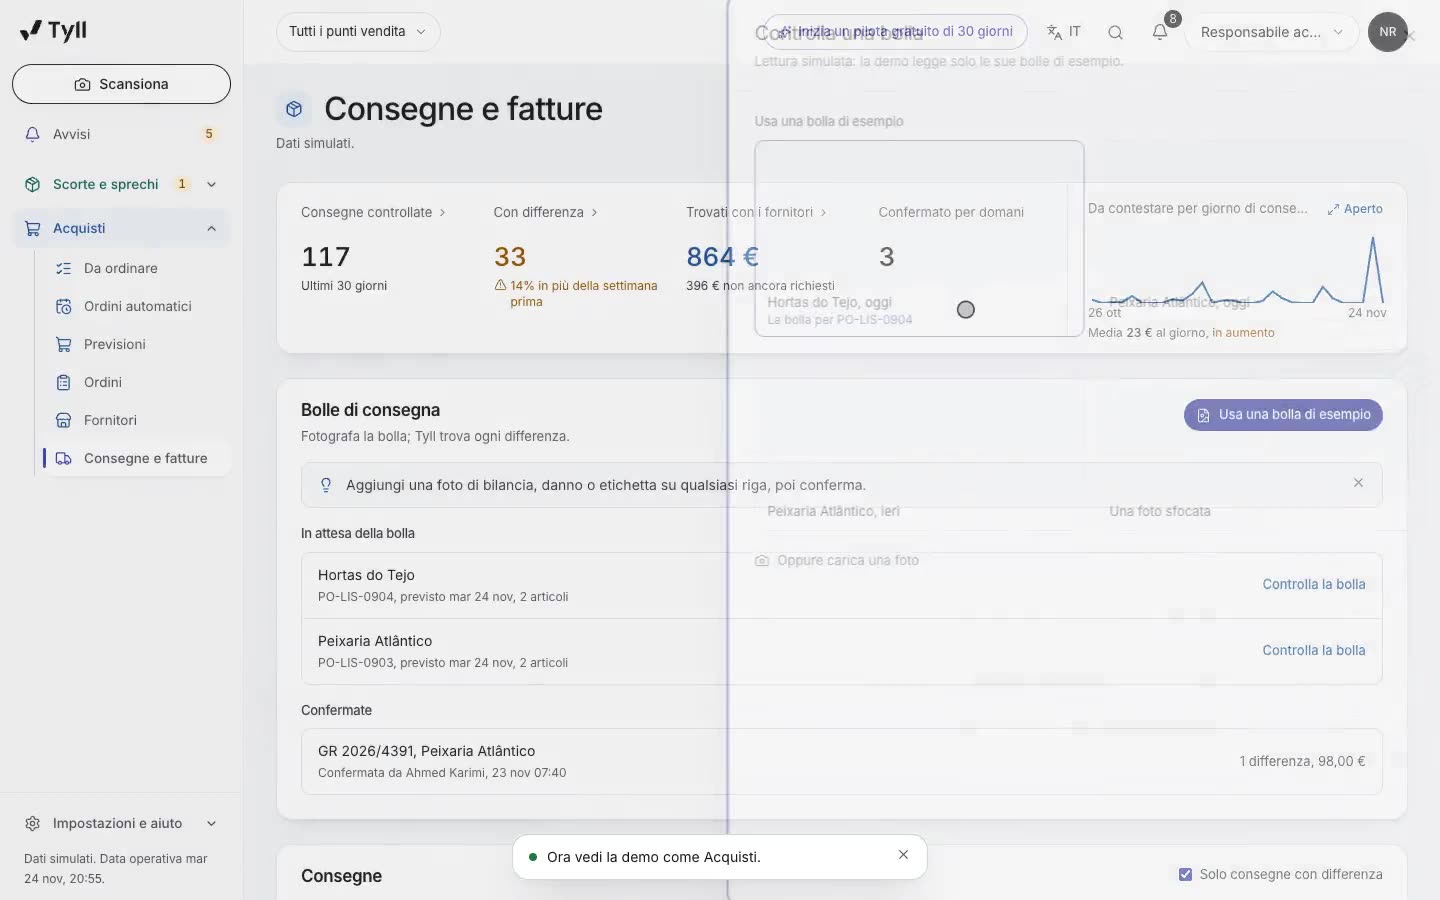 Tyll
Scansiona
Avvisi 5
Scorte e sprechi 1
Acquisti
Da ordinare
Ordini automatici
Previsioni
Ordini
Fornitori
Consegne e fatture
Impostazioni e aiuto
Dati simulati. Data operativa mar
24 nov, 20:55.
Tutti i punti vendita
Inizia un pilota gratuito di 30 giorni
IT
8
Responsabile ac...
NR
Controlla una bolla
Lettura simulata: la demo legge solo le sue bolle di esempio.
Usa una bolla di esempio
Hortas do Tejo, oggi
La bolla per PO-LIS-0904
Peixaria Atlântico, oggi
Peixaria Atlântico, ieri
Una foto sfocata
Oppure carica una foto
Consegne e fatture
Dati simulati.
Consegne controllate
117
Ultimi 30 giorni
Con differenza
33
14% in più della settimana
prima
Trovati con i fornitori
864 €
396 € non ancora richiesti
Confermato per domani
3
Da contestare per giorno di conse...
Aperto
26 ott
24 nov
Media 23 € al giorno, in aumento
Bolle di consegna
Fotografa la bolla; Tyll trova ogni differenza.
Usa una bolla di esempio
Aggiungi una foto di bilancia, danno o etichetta su qualsiasi riga, poi conferma.
In attesa della bolla
Hortas do Tejo
PO-LIS-0904, previsto mar 24 nov, 2 articoli
Controlla la bolla
Peixaria Atlântico
PO-LIS-0903, previsto mar 24 nov, 2 articoli
Controlla la bolla
Confermate
GR 2026/4391, Peixaria Atlântico
Confermata da Ahmed Karimi, 23 nov 07:40
1 differenza, 98,00 €
Ora vedi la demo come Acquisti.
Consegne
Solo consegne con differenza